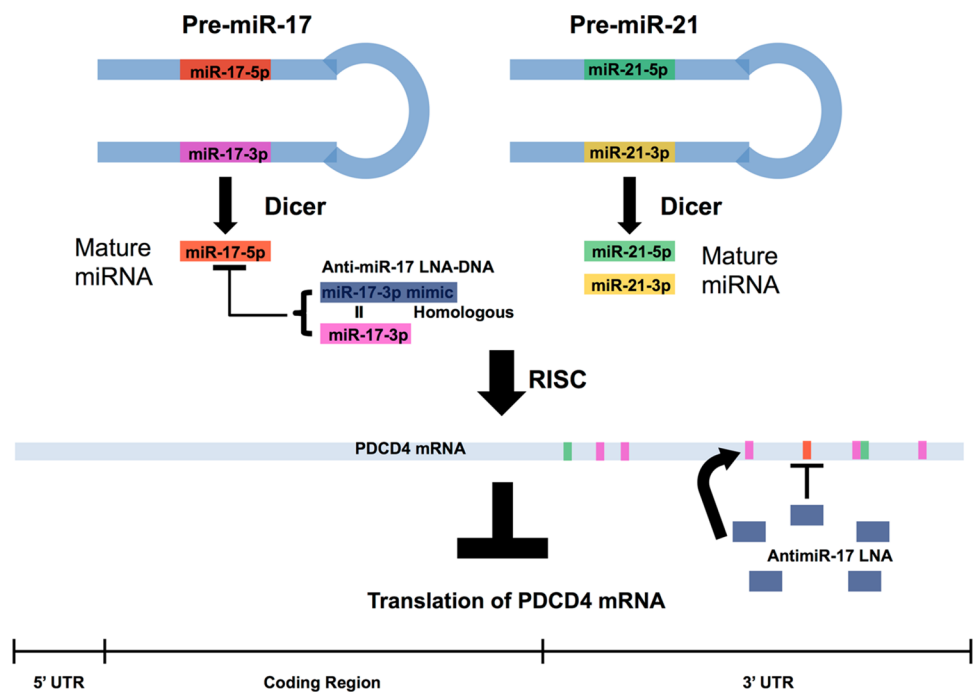 Pre-miR-17
Pre-miR-21
miR-17-5p
miR-21-5p
miR-17-3p
miR-21-3p
Dicer
Dicer
Mature
miRNA
miR-17-5p
miR-21-5p
miR-21-3p
Mature
miRNA
Anti-miR-17 LNA-DNA
miR-17-3p mimic
Homologous
miR-17-3p
RISC
PDCD4 mRNA
AntimiR-17 LNA
Translation of PDCD4 mRNA
5' UTR
Coding Region
3' UTR